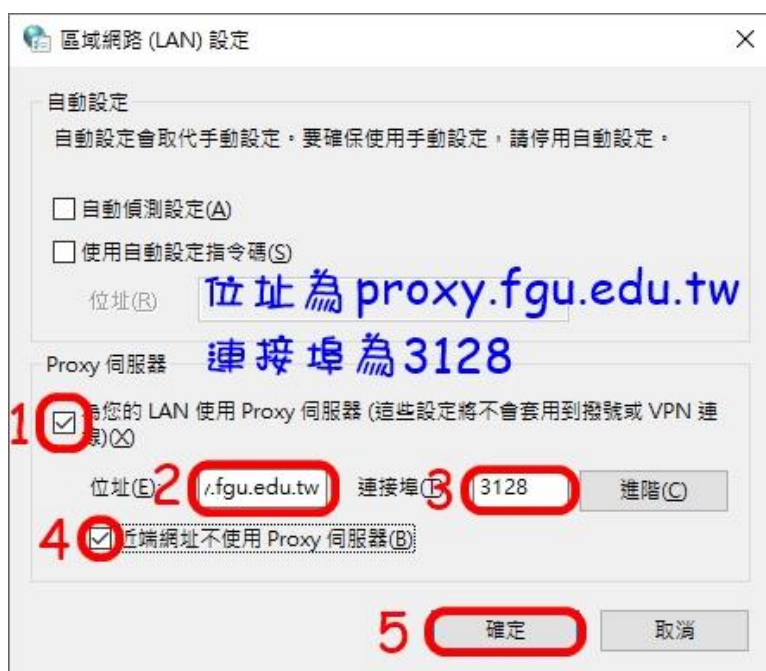 區域網路 (LAN) 設定
自動設定
自動設定會取代手動設定。要確保使用手動設定，請停用自動設定。
自動偵測設定(A)
使用自動設定指令碼(S)
位址(R)
位址為proxy.fgu.edu.tw
連接埠為3128
Proxy 伺服器
1
為您的 LAN 使用 Proxy 伺服器 (這些設定將不會套用到撥號或 VPN 連
線)(X)
位址(E): 2 .fgu.edu.tw 連接埠(T) 3 3128 進階(C)
4 近端網址不使用 Proxy 伺服器(B)
5 確定 取消